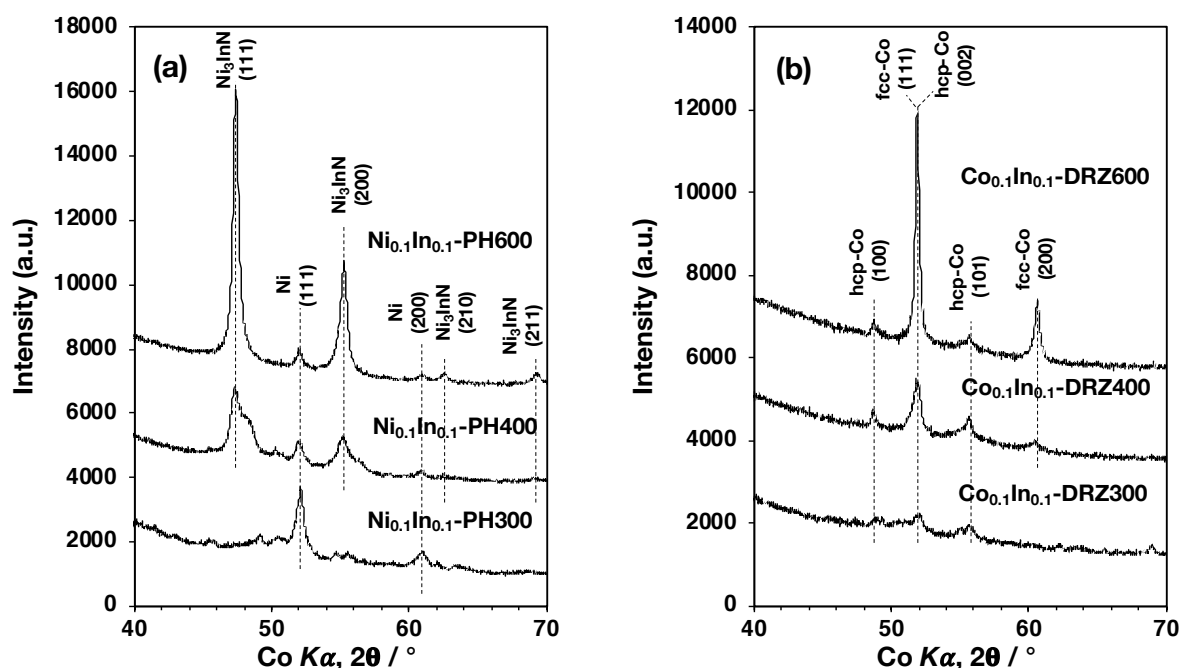 (a)
18000
16000
14000
12000
10000
8000
6000
4000
2000
0
Intensity (a.u.)
Ni₃InN
(111)
Ni
(111)
Ni₃InN
(200)
Ni
(200)
Ni₃InN
(210)
Ni₃InN
(211)
Ni₀.₁In₀.₁-PH600
Ni₀.₁In₀.₁-PH400
Ni₀.₁In₀.₁-PH300
40
50
60
70
Co Kα, 2θ / °
(b)
14000
12000
10000
8000
6000
4000
2000
0
Intensity (a.u.)
hcp-Co
(100)
fcc-Co
(111)
hcp-Co
(002)
hcp-Co
(101)
fcc-Co
(200)
Co₀.₁In₀.₁-DRZ600
Co₀.₁In₀.₁-DRZ400
Co₀.₁In₀.₁-DRZ300
40
50
60
70
Co Kα, 2θ / °